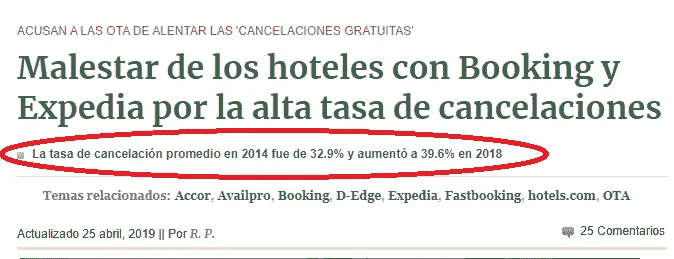 ACUSAN A LAS OTA DE ALENTAR LAS 'CANCELACIONES GRATUITAS'
Malestar de los hoteles con Booking y
Expedia por la alta tasa de cancelaciones
La tasa de cancelación promedio en 2014 fue de 32.9% y aumentó a 39.6% en 2018
Temas relacionados: Accor, Availpro, Booking, D-Edge, Expedia, Fastbooking, hotels.com, OTA
Actualizado 25 abril, 2019 || Por R. P.
25 Comentarios